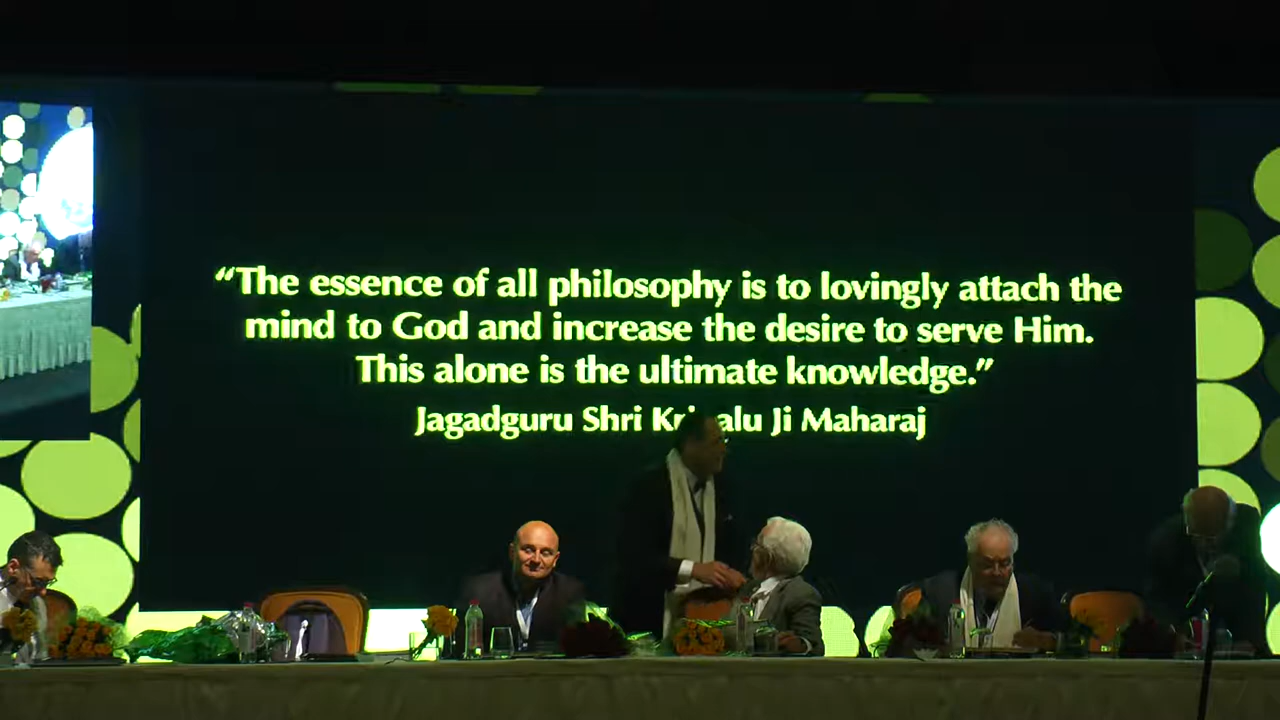 “The essence of all philosophy is to lovingly attach the
mind to God and increase the desire to serve Him.
This alone is the ultimate knowledge.”
Jagadguru Shri Ji Maharaj